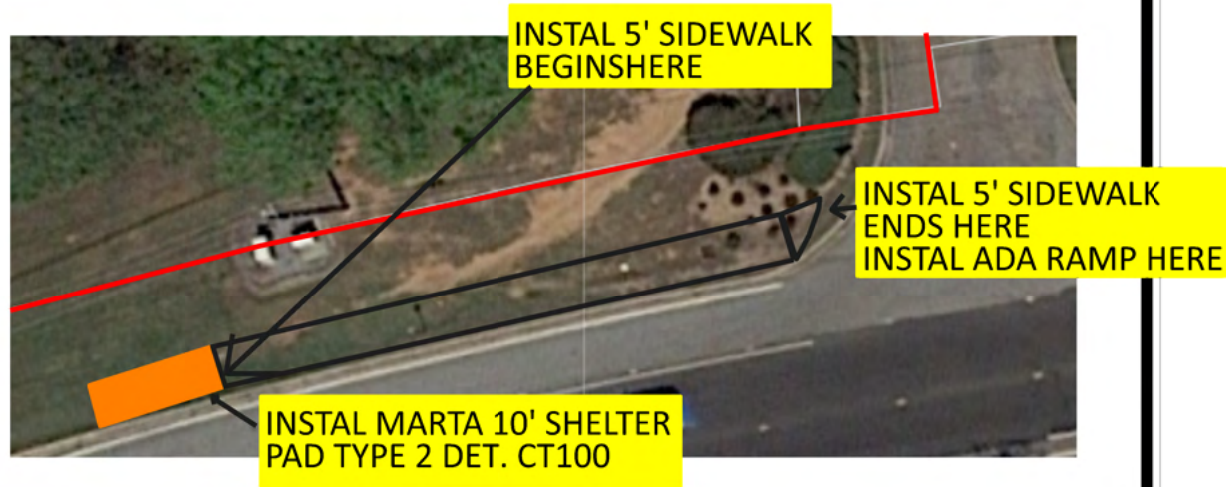 INSTAL 5' SIDEWALK
BEGINSHERE
INSTAL 5' SIDEWALK
ENDS HERE
INSTAL ADA RAMP HERE
INSTAL MARTA 10' SHELTER
PAD TYPE 2 DET. CT100